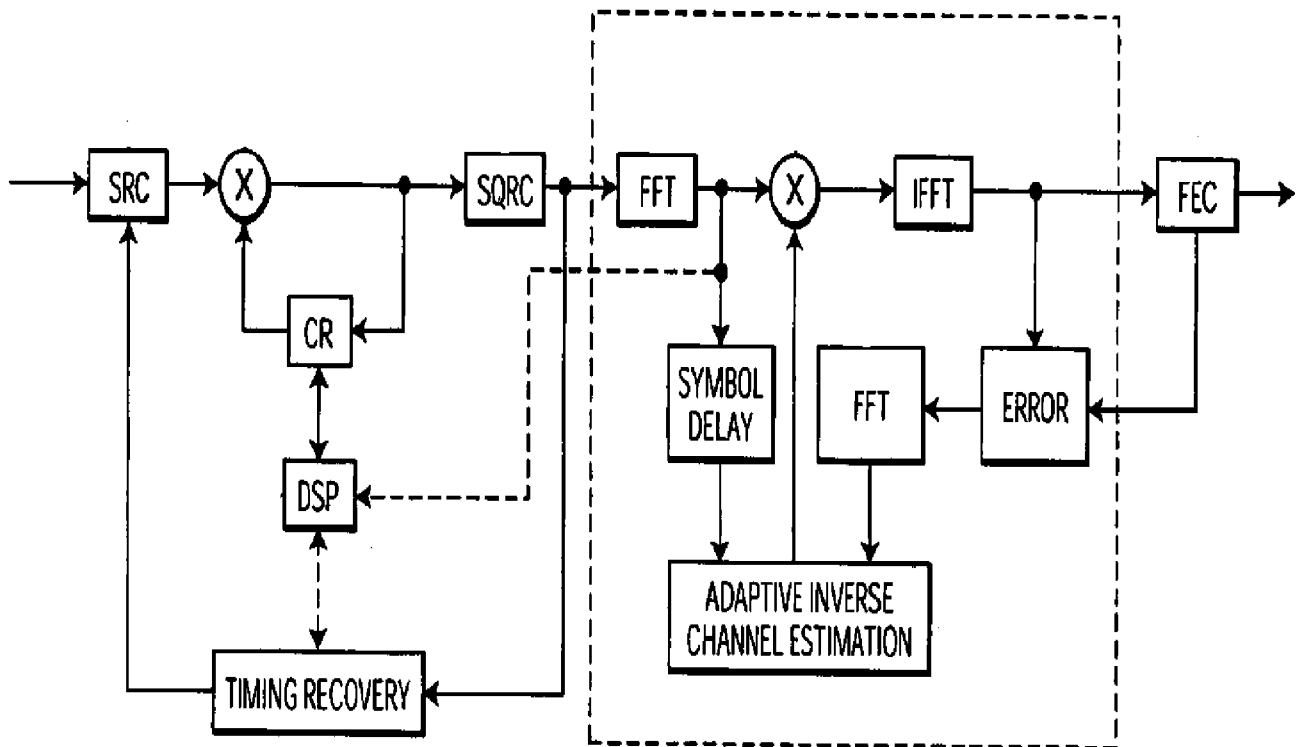 SRC
X
SQRC
FFT
X
IFFT
FEC
CR
SYMBOL
DELAY
FFT
ERROR
DSP
ADAPTIVE INVERSE
CHANNEL ESTIMATION
TIMING RECOVERY